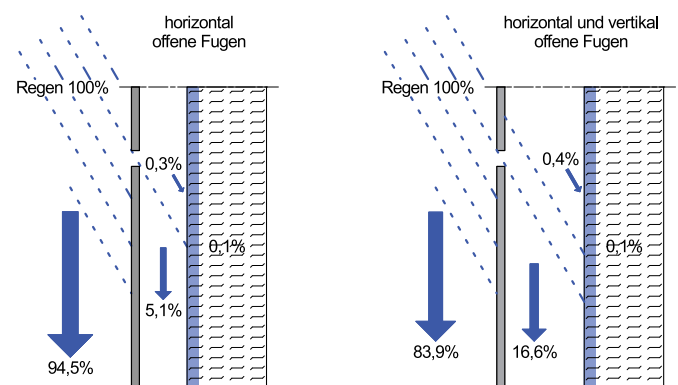 horizontal
offene Fugen
Regen 100%
0,3%
0,1%
5,1%
94,5%
horizontal und vertikal
offene Fugen
Regen 100%
0,4%
0,1%
83,9%
16,6%